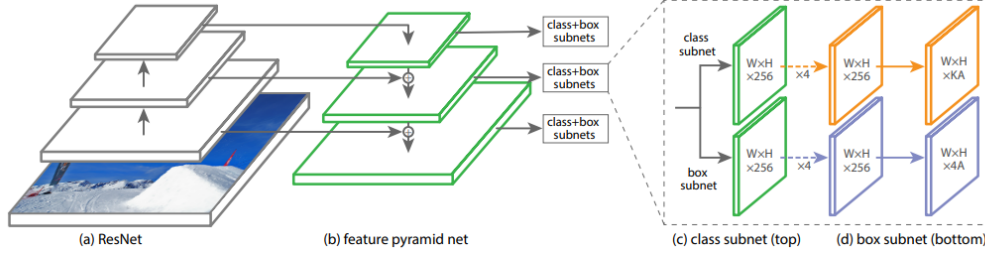 class+box
subnets
class+box
subnets
class+box
subnets
class
subnet
W×H
×256
×4
W×H
×256
W×H
×KA
W×H
×256
×4
W×H
×256
W×H
×4A
box
subnet
(a) ResNet
(b) feature pyramid net
(c) class subnet (top)
(d) box subnet (bottom)